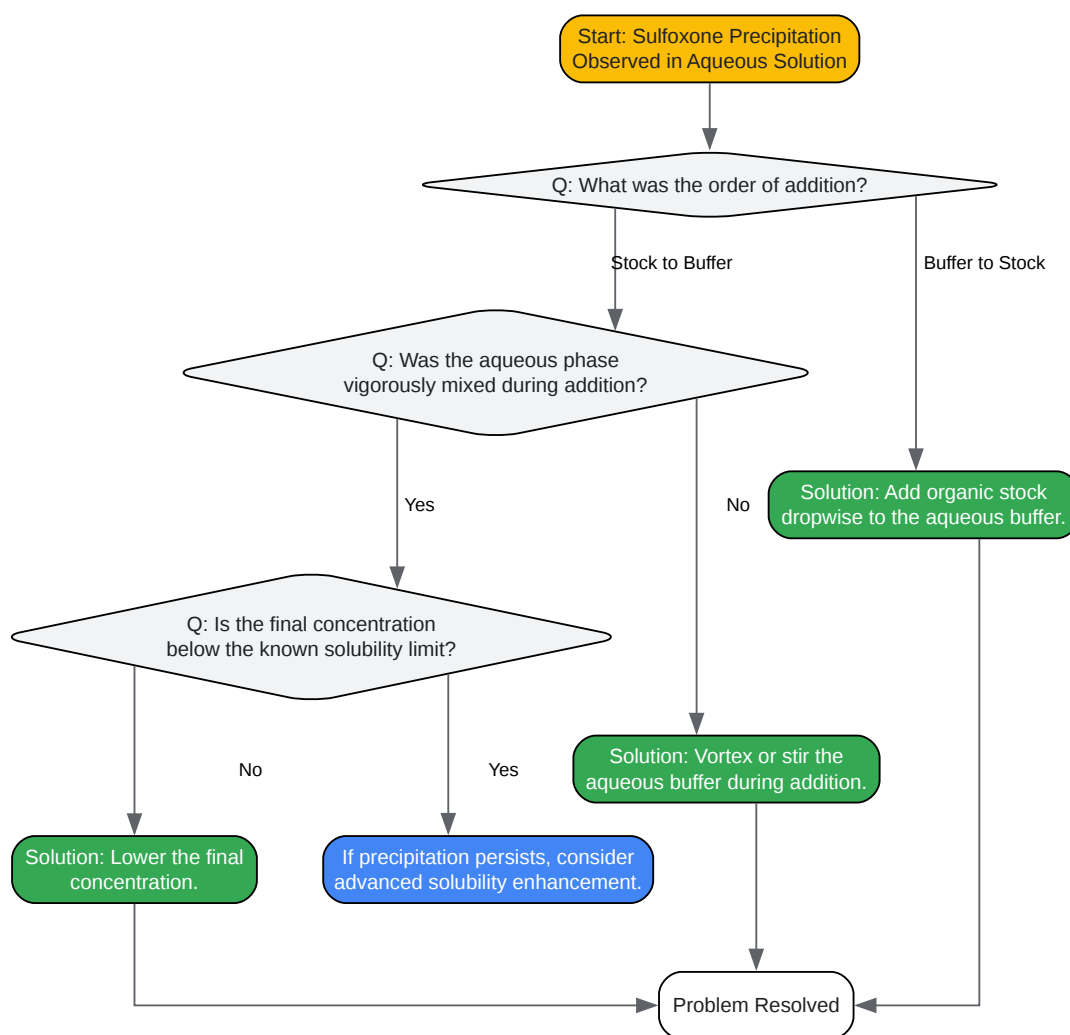 Start: Sulfoxone Precipitation
Observed in Aqueous Solution
Q: What was the order of addition?
Stock to Buffer
Buffer to Stock
Q: Was the aqueous phase
vigorously mixed during addition?
Yes
No
Solution: Add organic stock
dropwise to the aqueous buffer.
Q: Is the final concentration
below the known solubility limit?
No
Yes
Solution: Vortex or stir the
aqueous buffer during addition.
Solution: Lower the final
concentration.
If precipitation persists, consider
advanced solubility enhancement.
Problem Resolved